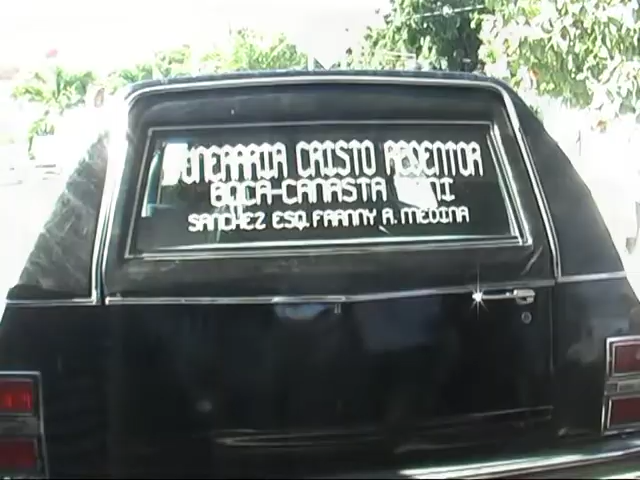 FUNERARIA CRISTO REDENTOR
BOCA-CANASTA
SANCHEZ ESQ. FRANNY A. MEDINA